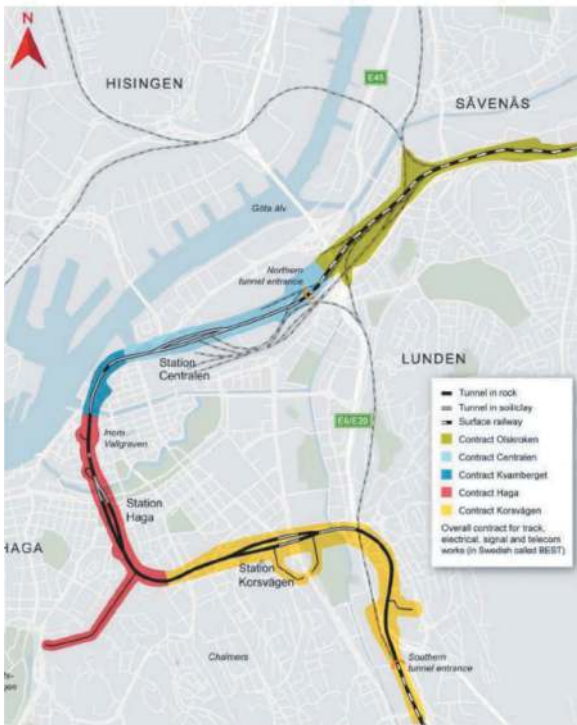 N
HISINGEN
E45
SÄVENÄS
Göta älv
Northern
tunnel entrance
Station
Centralen
LUNDEN
Inom
Vallgraven
E6/E20
Tunnel in rock
Tunnel in soil/clay
Surface railway
Contract Olskroken
Contract Centralen
Contract Kvarnberget
Contract Haga
Contract Korsvägen
Overall contract for track,
electrical, signal and telecom
works (in Swedish called BEST)
Station
Haga
HAGA
Station
Korsvägen
Chalmers
Southern
tunnel entrance